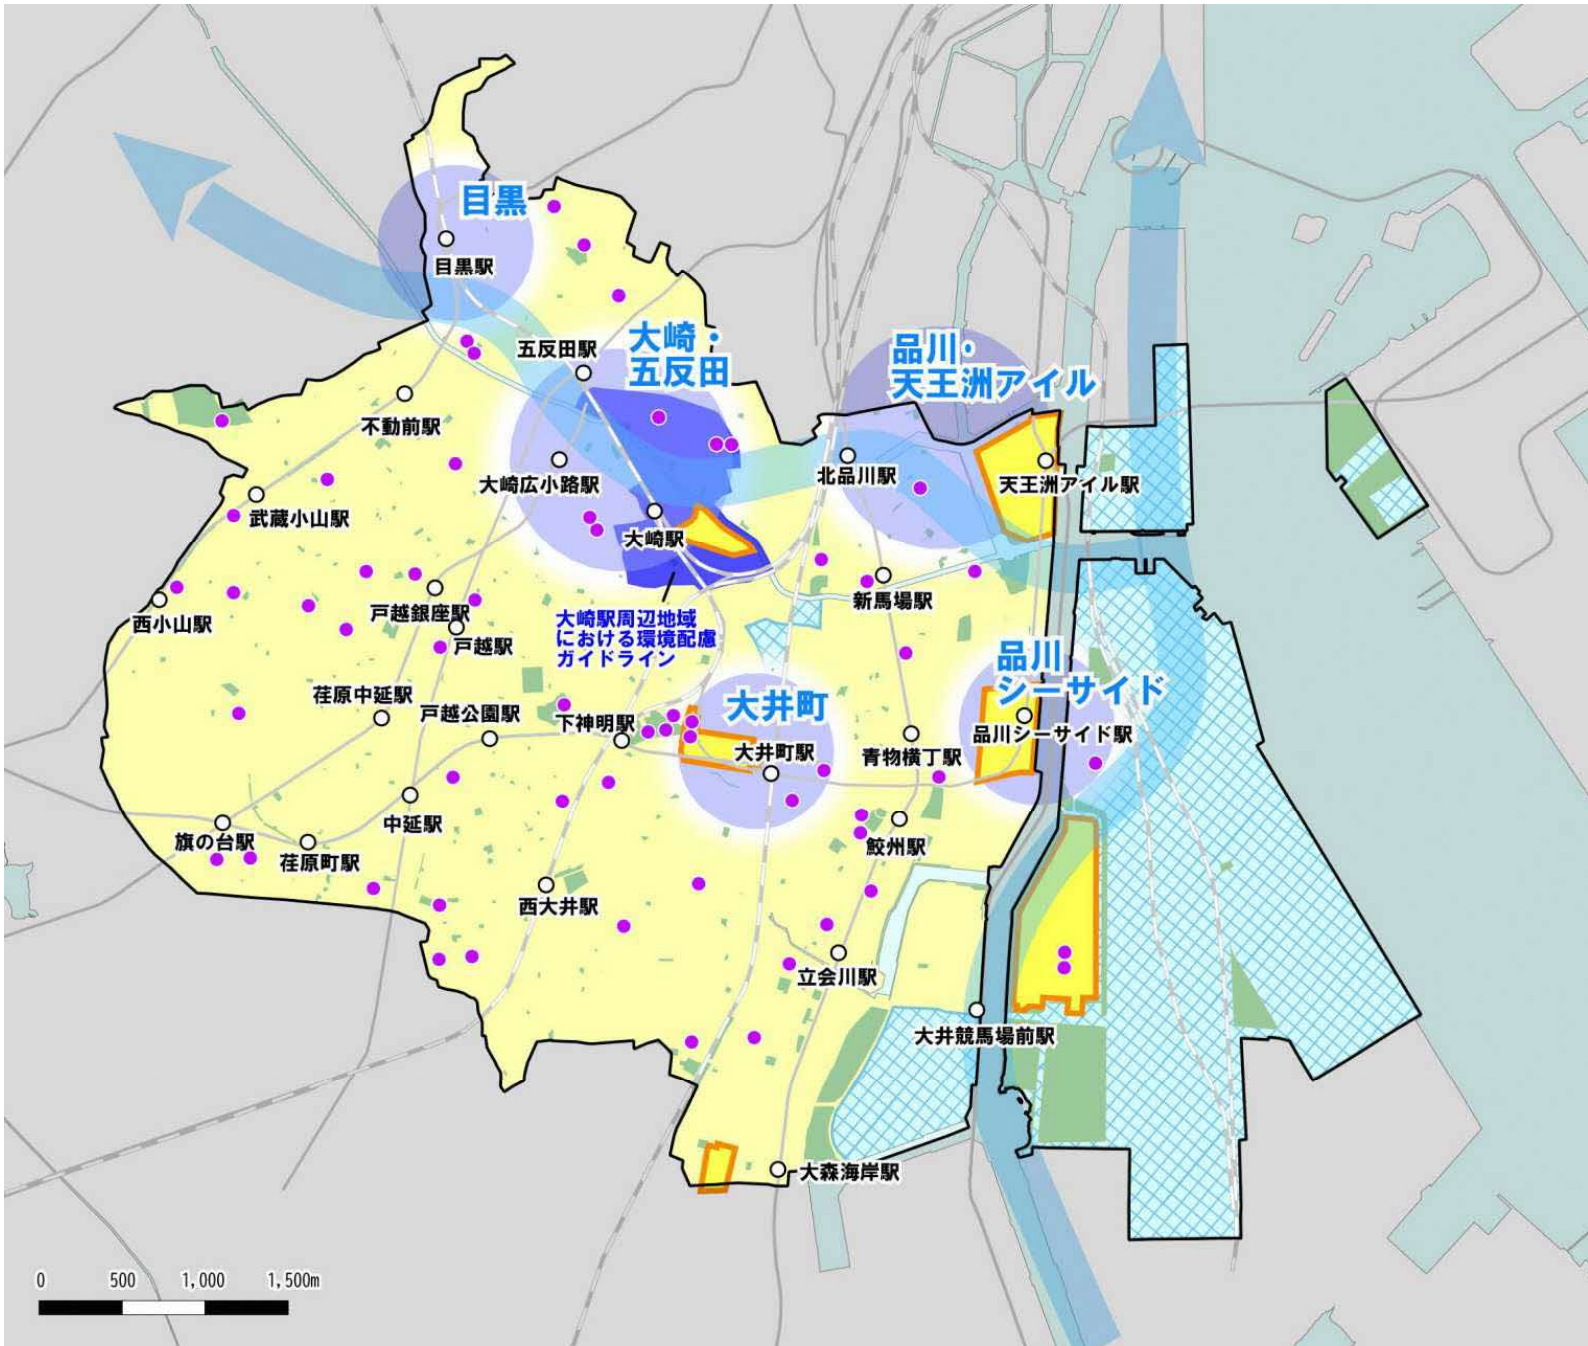 目黒
目黒駅
大崎・
五反田
五反田駅
品川・
天王洲アイル
不動前駅
大崎広小路駅
北品川駅
天王洲アイル駅
武蔵小山駅
大崎駅
新馬場駅
戸越銀座駅
西小山駅
大崎駅周辺地域
における環境配慮
ガイドライン
戸越駅
品川
シーサイド
荏原中延駅
戸越公園駅
下神明駅
大井町
大井町駅
青物横丁駅
品川シーサイド駅
中延駅
旗の台駅
荏原町駅
鮫州駅
西大井駅
立会川駅
大井競馬場前駅
大森海岸駅
0 500 1,000 1,500m